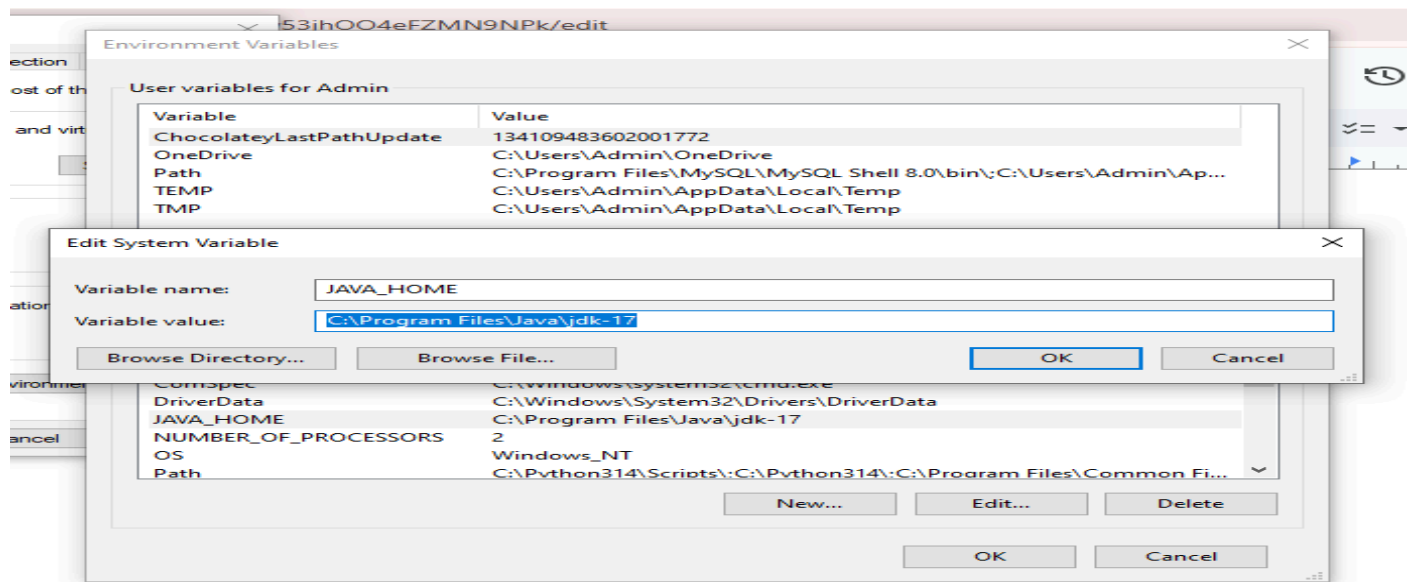 53ihOO4eFZMN9NPk/edit
Environment Variables
ection
ost of th
User variables for Admin
Variable Value
and virt
ChocolateyLastPathUpdate 134109483602001772
OneDrive C:\Users\Admin\OneDrive
Path C:\Program Files\MySQL\MySQL Shell 8.0\bin\;C:\Users\Admin\Ap...
TEMP C:\Users\Admin\AppData\Local\Temp
TMP C:\Users\Admin\AppData\Local\Temp
Edit System Variable
Variable name: JAVA_HOME
ation
Variable value: C:\Program Files\Java\jdk-17
Browse Directory... Browse File... OK Cancel
vironmen
ComSpec C:\Windows\system32\cmd.exe
DriverData C:\Windows\System32\Drivers\DriverData
JAVA_HOME C:\Program Files\Java\jdk-17
ancel
NUMBER_OF_PROCESSORS 2
OS Windows_NT
Path C:\Python314\Scripts\;C:\Python314\;C:\Program Files\Common Fi...
New... Edit... Delete
OK Cancel